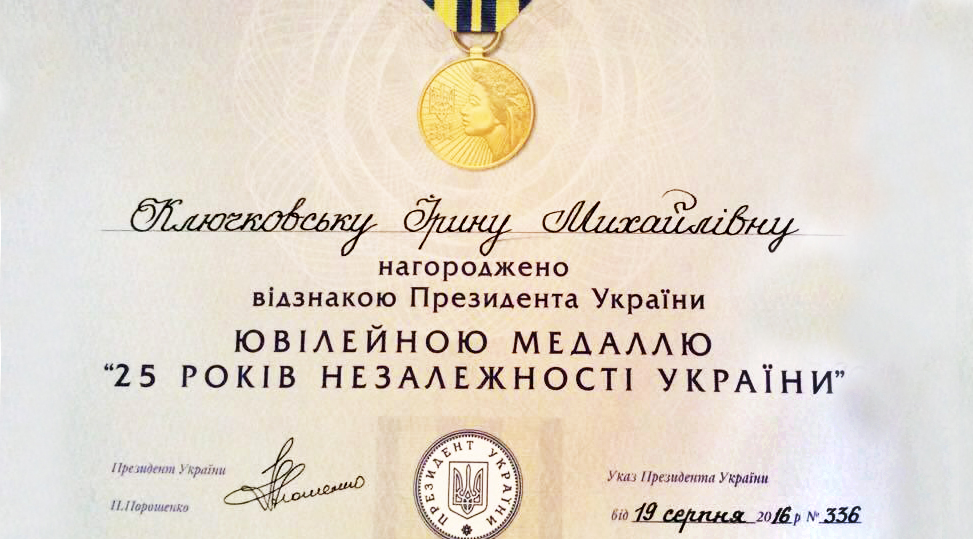 Ключковську Ірину Михайлівну
нагороджено
відзнакою Президента України
ЮВІЛЕЙНОЮ МЕДАЛЛЮ
“25 РОКІВ НЕЗАЛЕЖНОСТІ УКРАЇНИ”
Президент України
П.Порошенко
ПРЕЗИДЕНТ УКРАЇНИ
Указ Президента України
від 19 серпня 2016 р № 336